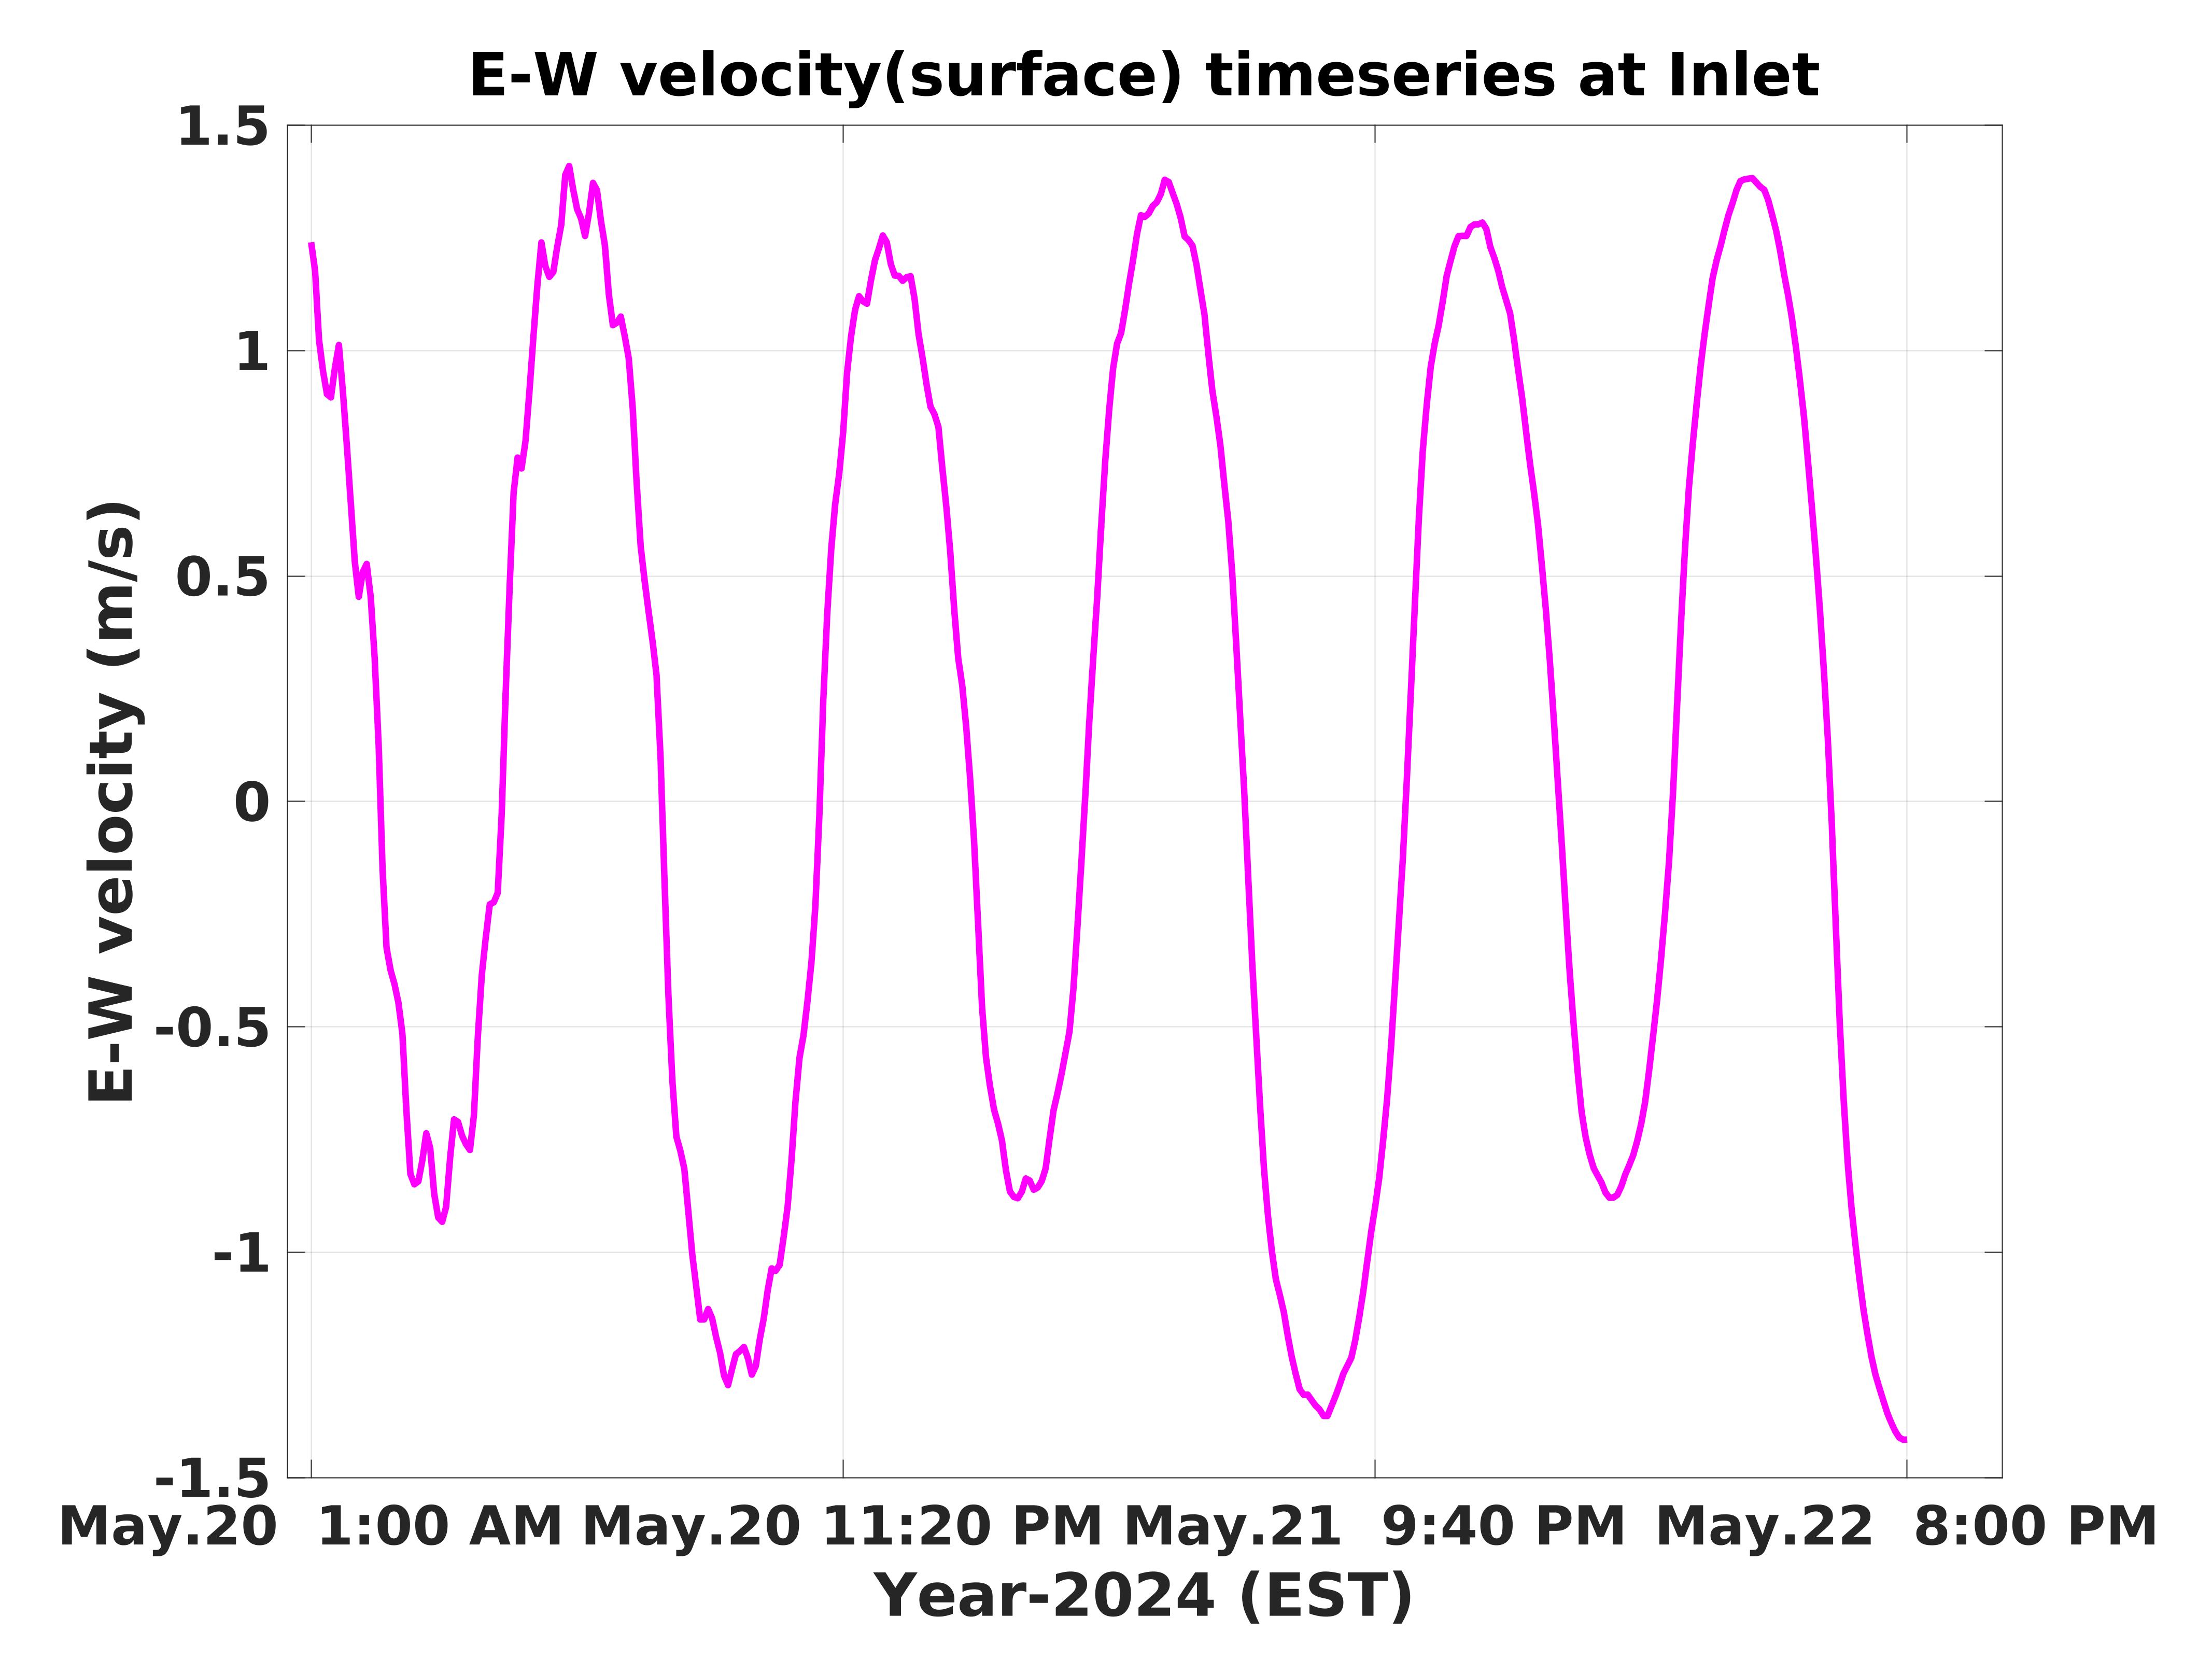 E-W velocity(surface) timeseries at Inlet
E-W velocity (m/s)
1.5
1
0.5
0
-0.5
-1
-1.5
May.20 1:00 AM May.20 11:20 PM May.21 9:40 PM May.22 8:00 PM
Year-2024 (EST)